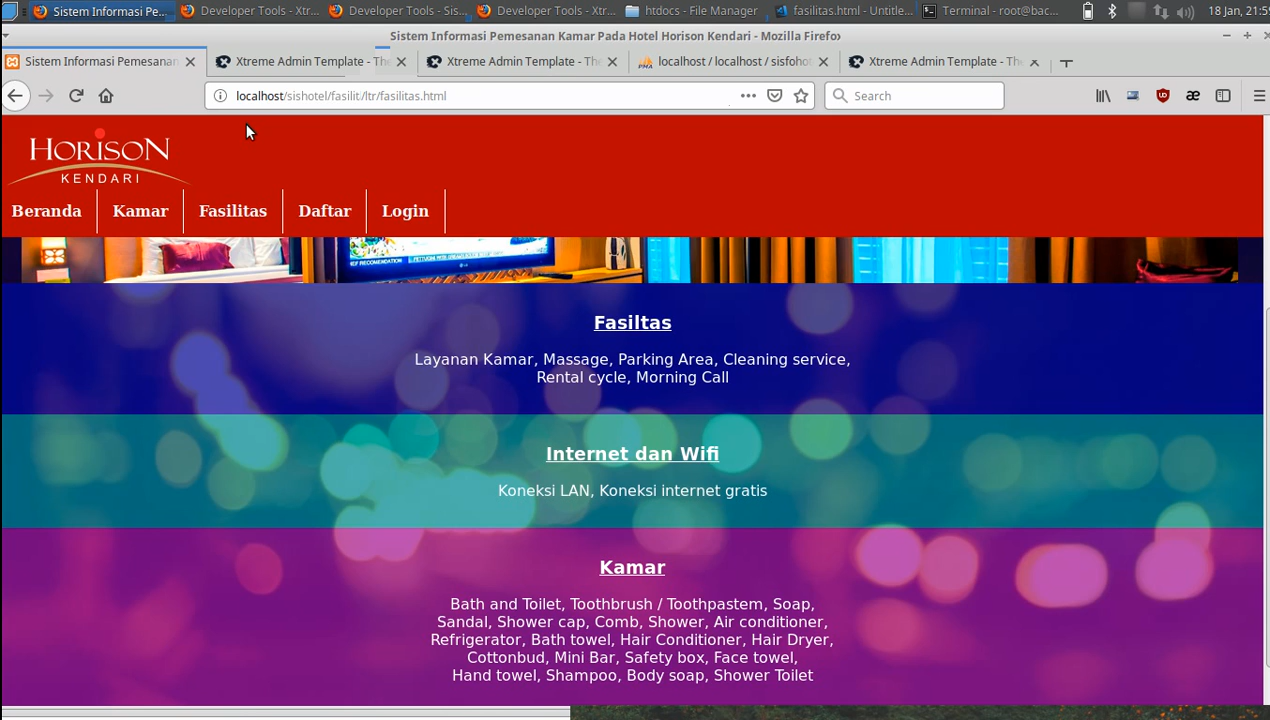 Sistem Informasi Pe...
Developer Tools - Xtr...
Developer Tools - Sis...
Developer Tools - Xtr...
htdocs - File Manager
fasilitas.html - Untitle...
Terminal - root@bac...
18 Jan, 21:59
Sistem Informasi Pemesanan Kamar Pada Hotel Horison Kendari - Mozilla Firefox
Sistem Informasi Pemesanan
Xtreme Admin Template - The
Xtreme Admin Template - The
localhost / localhost / sisfohot
Xtreme Admin Template - The
localhost/sishotel/fasilit/ltr/fasilitas.html
Search
HORISON
KENDARI
Beranda
Kamar
Fasilitas
Daftar
Login
Fasiltas
Layanan Kamar, Massage, Parking Area, Cleaning service,
Rental cycle, Morning Call
Internet dan Wifi
Koneksi LAN, Koneksi internet gratis
Kamar
Bath and Toilet, Toothbrush / Toothpastem, Soap,
Sandal, Shower cap, Comb, Shower, Air conditioner,
Refrigerator, Bath towel, Hair Conditioner, Hair Dryer,
Cottonbud, Mini Bar, Safety box, Face towel,
Hand towel, Shampoo, Body soap, Shower Toilet